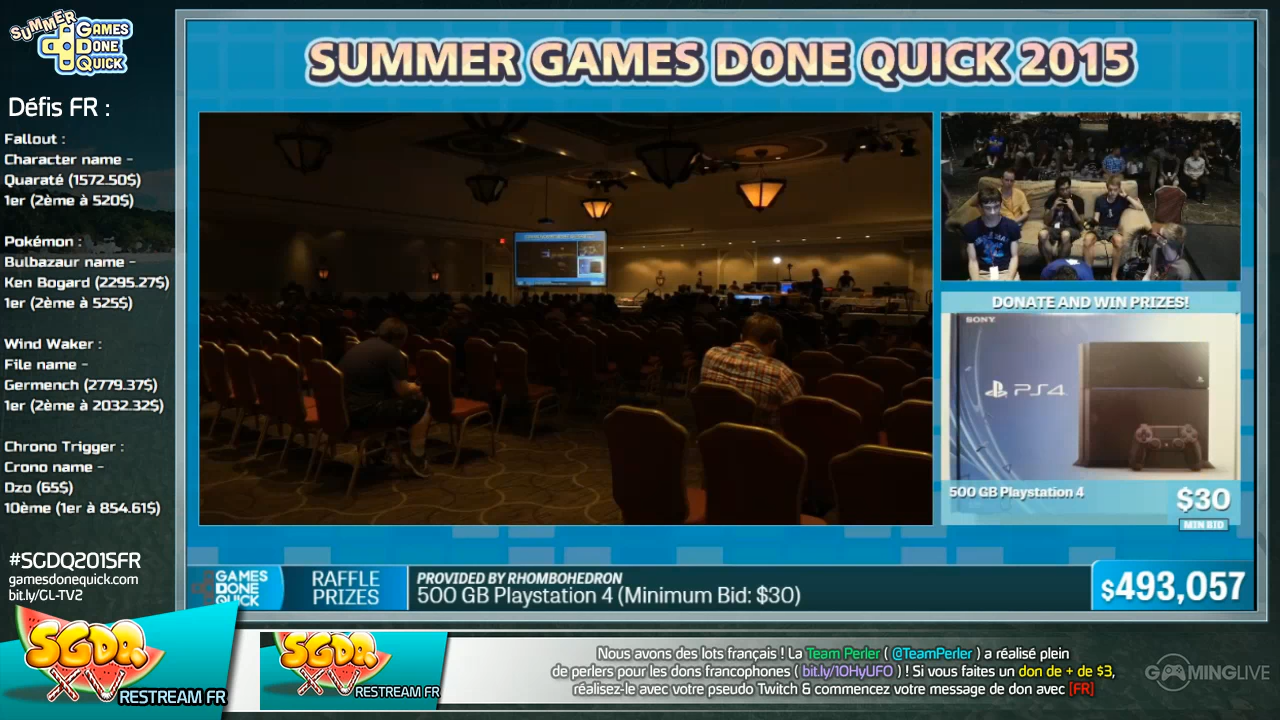 SUMMER
GAMES
DONE
QUICK
SUMMER GAMES DONE QUICK 2015
Défis FR :
Fallout :
Character name -
Quaraté (1572.50$)
1er (2ème à 520$)
Pokémon :
Bulbazaur name -
Ken Bogard (2295.27$)
1er (2ème à 525$)
Wind Waker :
File name -
Germench (2779.37$)
1er (2ème à 2032.32$)
Chrono Trigger :
Crono name -
Dzo (65$)
10ème (1er à 854.61$)
#SGDQ2015FR
gamesdonequick.com
bit.ly/GL-TV2
DONATE AND WIN PRIZES!
SONY
PS4
500 GB Playstation 4
$30
MIN BID
GAMES
DONE
QUICK
RAFFLE
PRIZES
PROVIDED BY RHOMBOHEDRON
500 GB Playstation 4 (Minimum Bid: $30)
$493,057
SGDQ
XV
RESTREAM FR
SGDQ
XV
RESTREAM FR
Nous avons des lots français ! La Team Perler ( @TeamPerler ) a réalisé plein
de perlers pour les dons francophones ( bit.ly/1OHyUFO ) ! Si vous faites un don de + de $3,
réalisez-le avec votre pseudo Twitch & commencez votre message de don avec [FR]
GAMINGLIVE